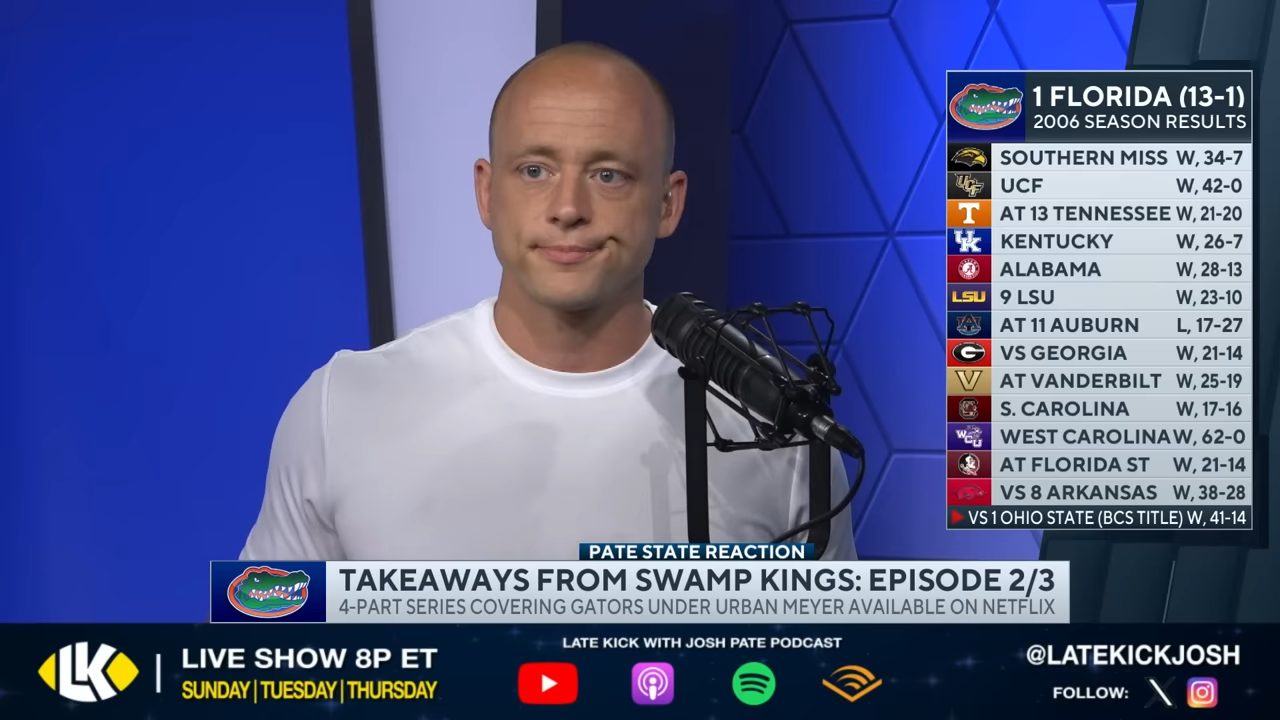 1 FLORIDA (13-1)
2006 SEASON RESULTS
SOUTHERN MISS W, 34-7
UCF W, 42-0
AT 13 TENNESSEE W, 21-20
KENTUCKY W, 26-7
ALABAMA W, 28-13
LSU 9 LSU W, 23-10
AT 11 AUBURN L, 17-27
VS GEORGIA W, 21-14
AT VANDERBILT W, 25-19
S. CAROLINA W, 17-16
WEST CAROLINA W, 62-0
AT FLORIDA ST W, 21-14
VS 8 ARKANSAS W, 38-28
VS 1 OHIO STATE (BCS TITLE) W, 41-14
PATE STATE REACTION
TAKEAWAYS FROM SWAMP KINGS: EPISODE 2/3
4-PART SERIES COVERING GATORS UNDER URBAN MEYER AVAILABLE ON NETFLIX
LK
LIVE SHOW 8P ET
SUNDAY | TUESDAY | THURSDAY
LATE KICK WITH JOSH PATE PODCAST
@LATEKICKJOSH
FOLLOW: